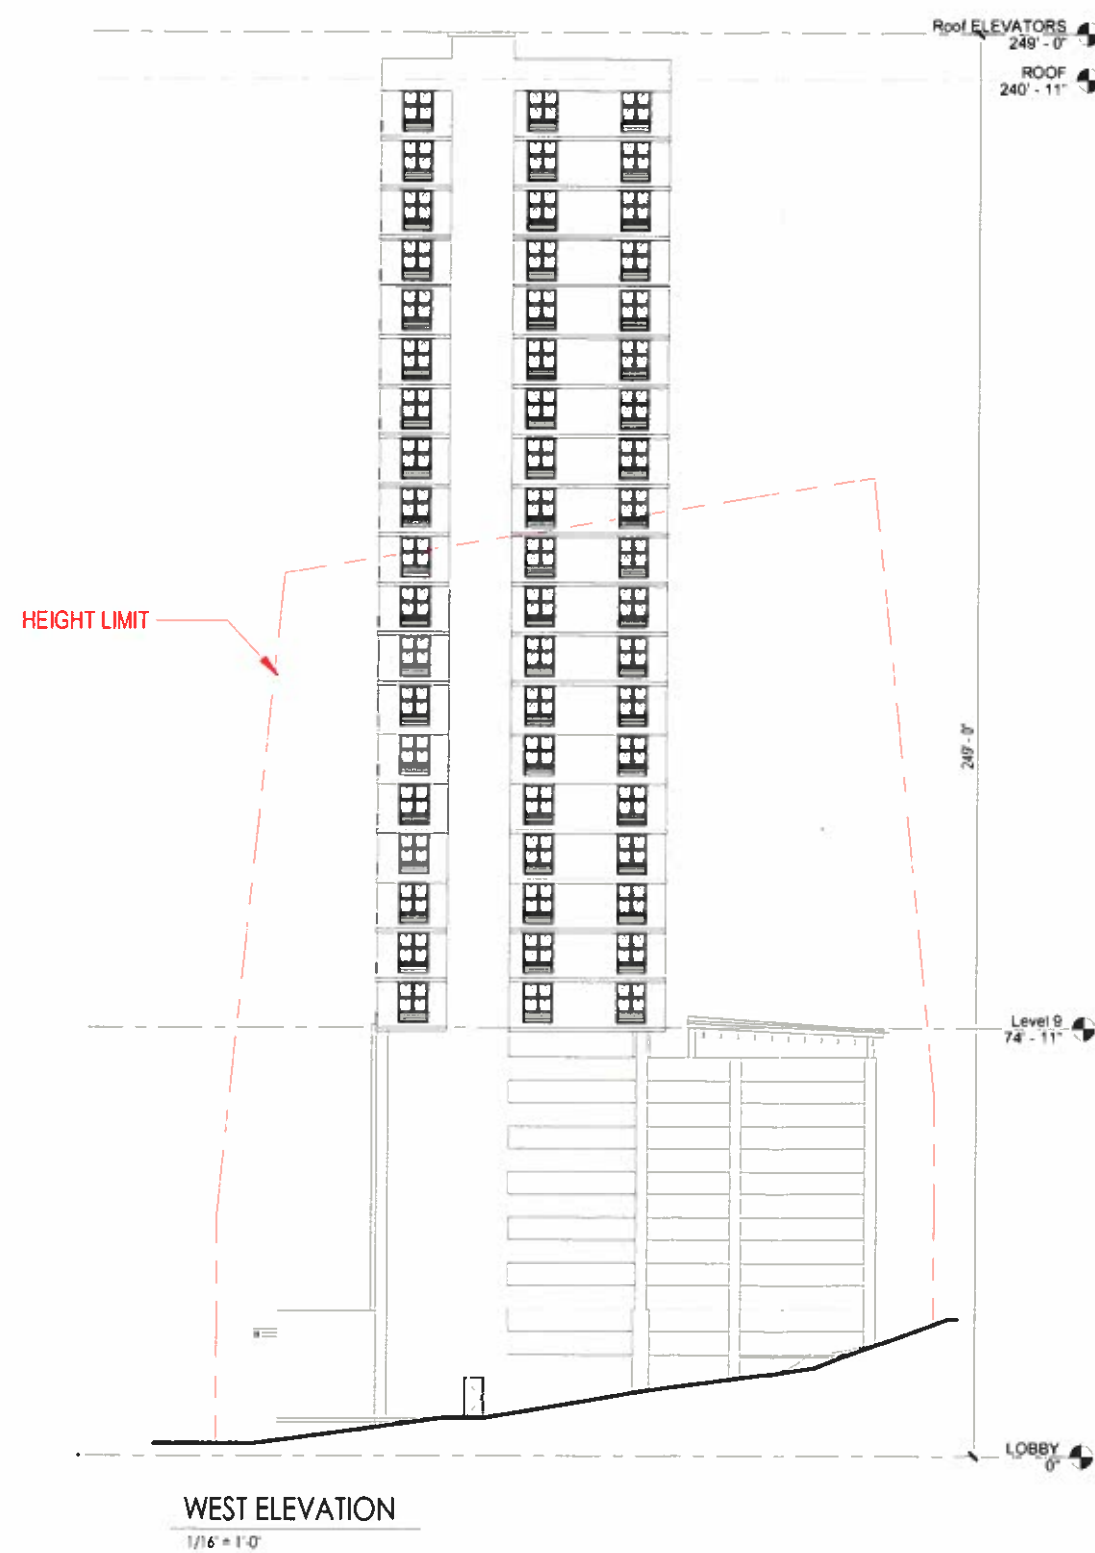 Roof ELEVATORS
249' - 0"
ROOF
240' - 11"
HEIGHT LIMIT
249' - 0"
Level 9
74' - 11"
LOBBY
0"
WEST ELEVATION
1/16" = 1'-0"